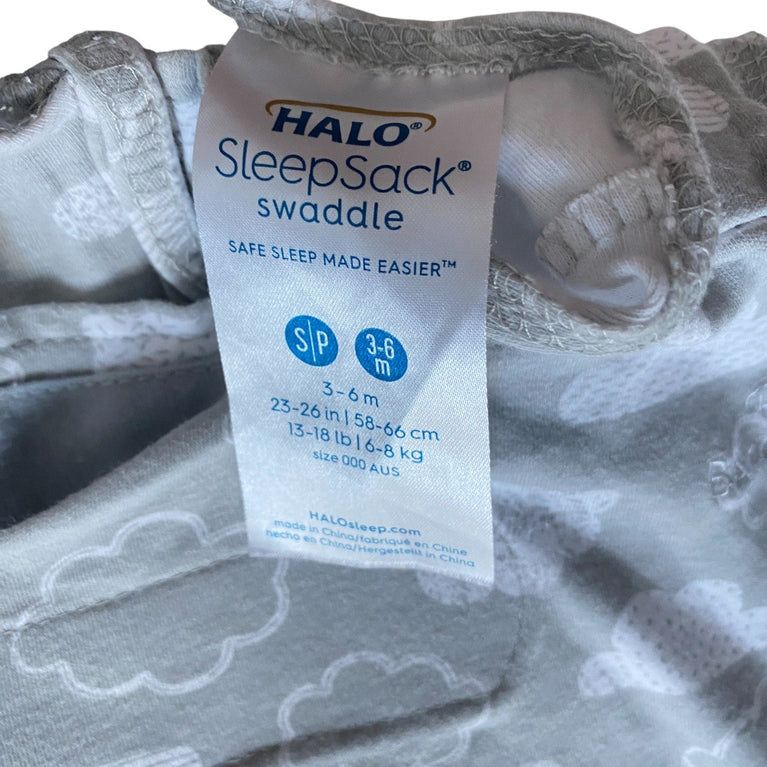 HALO®
SleepSack®
swaddle
SAFE SLEEP MADE EASIER™
S|P
3-6
m
3-6 m
23-26 in | 58-66 cm
13-18 lb | 6-8 kg
size 000 AUS
HALOsleep.com
made in China/fabriqué en Chine
hecho en China/Hergestells in China